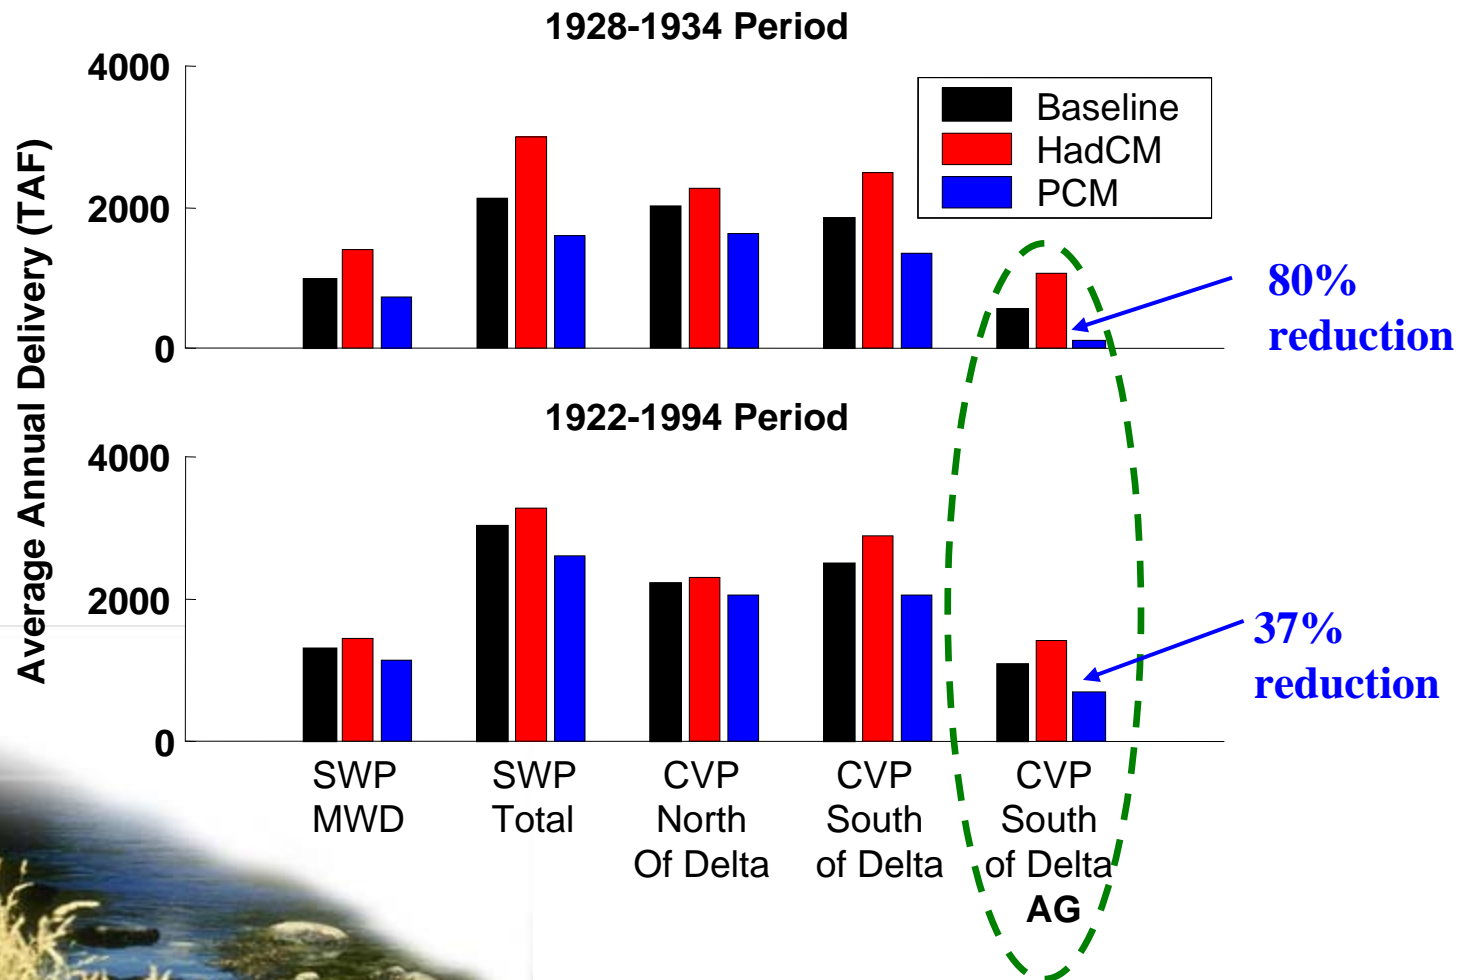 1928-1934 Period
Average Annual Delivery (TAF)
4000
2000
0
Baseline
HadCM
PCM
80%
reduction
1922-1994 Period
4000
2000
0
37%
reduction
SWP
MWD
SWP
Total
CVP
North
Of Delta
CVP
South
of Delta
CVP
South
of Delta
AG